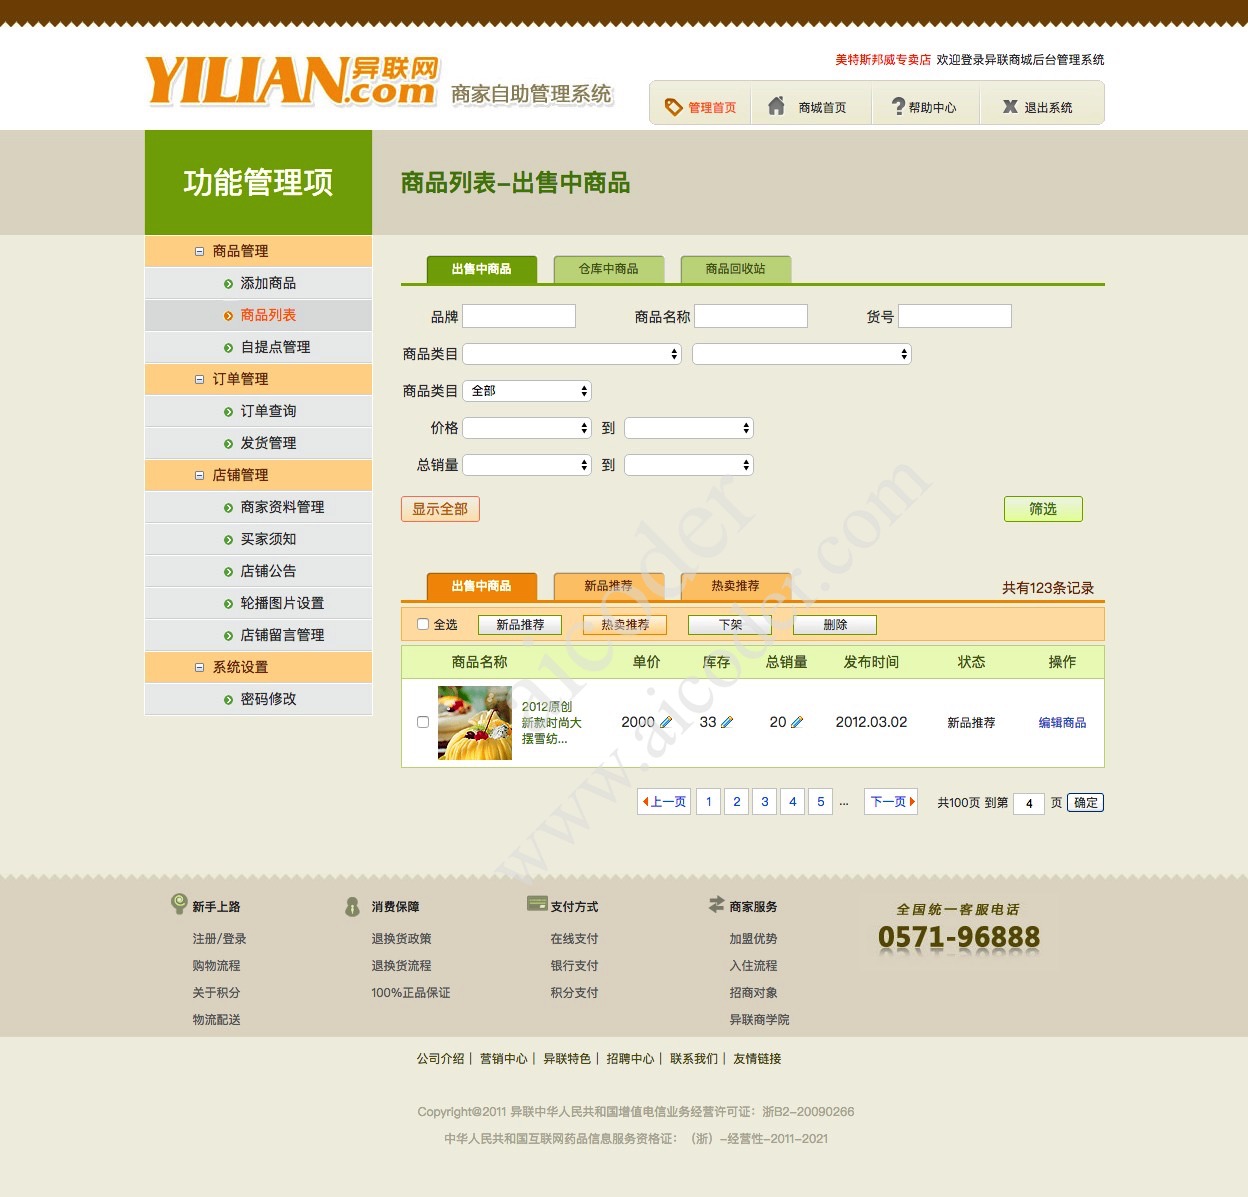 美特斯邦威专卖店 欢迎登录异联商城后台管理系统
YILIAN异联网.com 商家自助管理系统
管理首页 商城首页 帮助中心 退出系统
功能管理项
商品列表-出售中商品
商品管理
添加商品
商品列表
自提点管理
订单管理
订单查询
发货管理
店铺管理
商家资料管理
买家须知
店铺公告
轮播图片设置
店铺留言管理
系统设置
密码修改
出售中商品 仓库中商品 商品回收站
品牌 商品名称 货号
商品类目
商品类目 全部
价格 到
总销量 到
显示全部 筛选
出售中商品 新品推荐 热卖推荐 共有123条记录
全选 新品推荐 热卖推荐 下架 删除
商品名称 单价 库存 总销量 发布时间 状态 操作
2012原创
新款时尚大
摆雪纺...
2000 33 20 2012.03.02 新品推荐 编辑商品
上一页 1 2 3 4 5 ... 下一页 共100页 到第 4 页 确定
aicoder
www.aicoder.com
新手上路
注册/登录
购物流程
关于积分
物流配送
消费保障
退换货政策
退换货流程
100%正品保证
支付方式
在线支付
银行支付
积分支付
商家服务
加盟优势
入住流程
招商对象
异联商学院
全国统一客服电话
0571-96888
公司介绍 | 营销中心 | 异联特色 | 招聘中心 | 联系我们 | 友情链接
Copyright@2011 异联中华人民共和国增值电信业务经营许可证：浙B2-20090266
中华人民共和国互联网药品信息服务资格证：（浙）-经营性-2011-2021